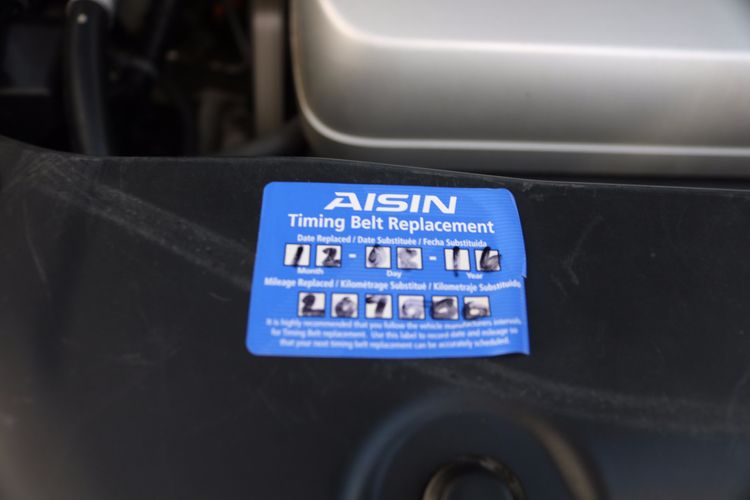 AISIN
Timing Belt Replacement
Date Replaced / Date Substituée / Fecha Substituida
12 - 02 - 16
Month Day Year
Mileage Replaced / Kilométrage Substitué / Kilometraje Substituido
It is highly recommended that you follow the vehicle manufacturers intervals
for Timing Belt replacement. Use this label to record date and mileage so
that your next timing belt replacement can be accurately scheduled.